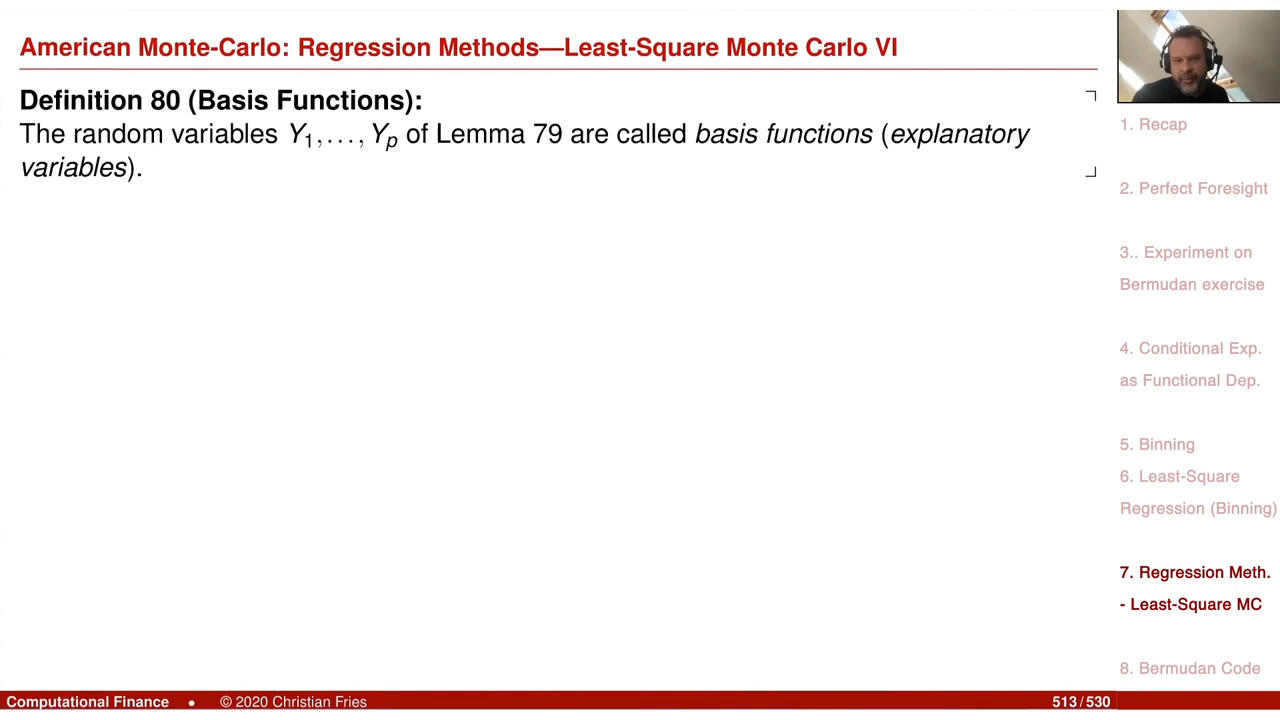 American Monte-Carlo: Regression Methods—Least-Square Monte Carlo VI
Definition 80 (Basis Functions):
The random variables Y₁,…,Yₚ of Lemma 79 are called basis functions (explanatory
variables).
1. Recap
2. Perfect Foresight
3.. Experiment on
Bermudan exercise
4. Conditional Exp.
as Functional Dep.
5. Binning
6. Least-Square
Regression (Binning)
7. Regression Meth.
- Least-Square MC
8. Bermudan Code
Computational Finance • © 2020 Christian Fries 513/530